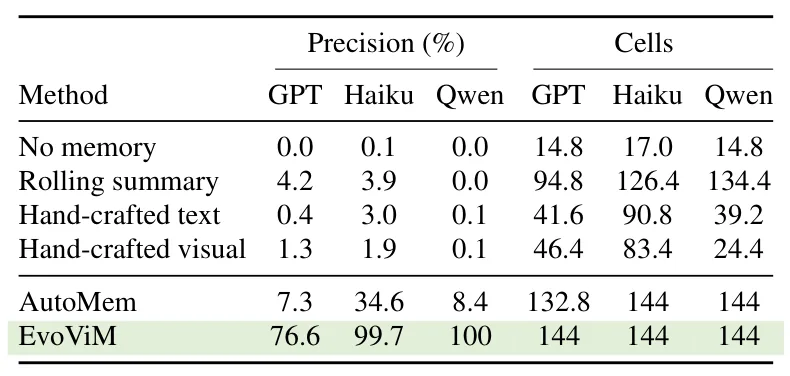 Precision (%) Cells
Method GPT Haiku Qwen GPT Haiku Qwen
No memory 0.0 0.1 0.0 14.8 17.0 14.8
Rolling summary 4.2 3.9 0.0 94.8 126.4 134.4
Hand-crafted text 0.4 3.0 0.1 41.6 90.8 39.2
Hand-crafted visual 1.3 1.9 0.1 46.4 83.4 24.4
AutoMem 7.3 34.6 8.4 132.8 144 144
EvoViM 76.6 99.7 100 144 144 144